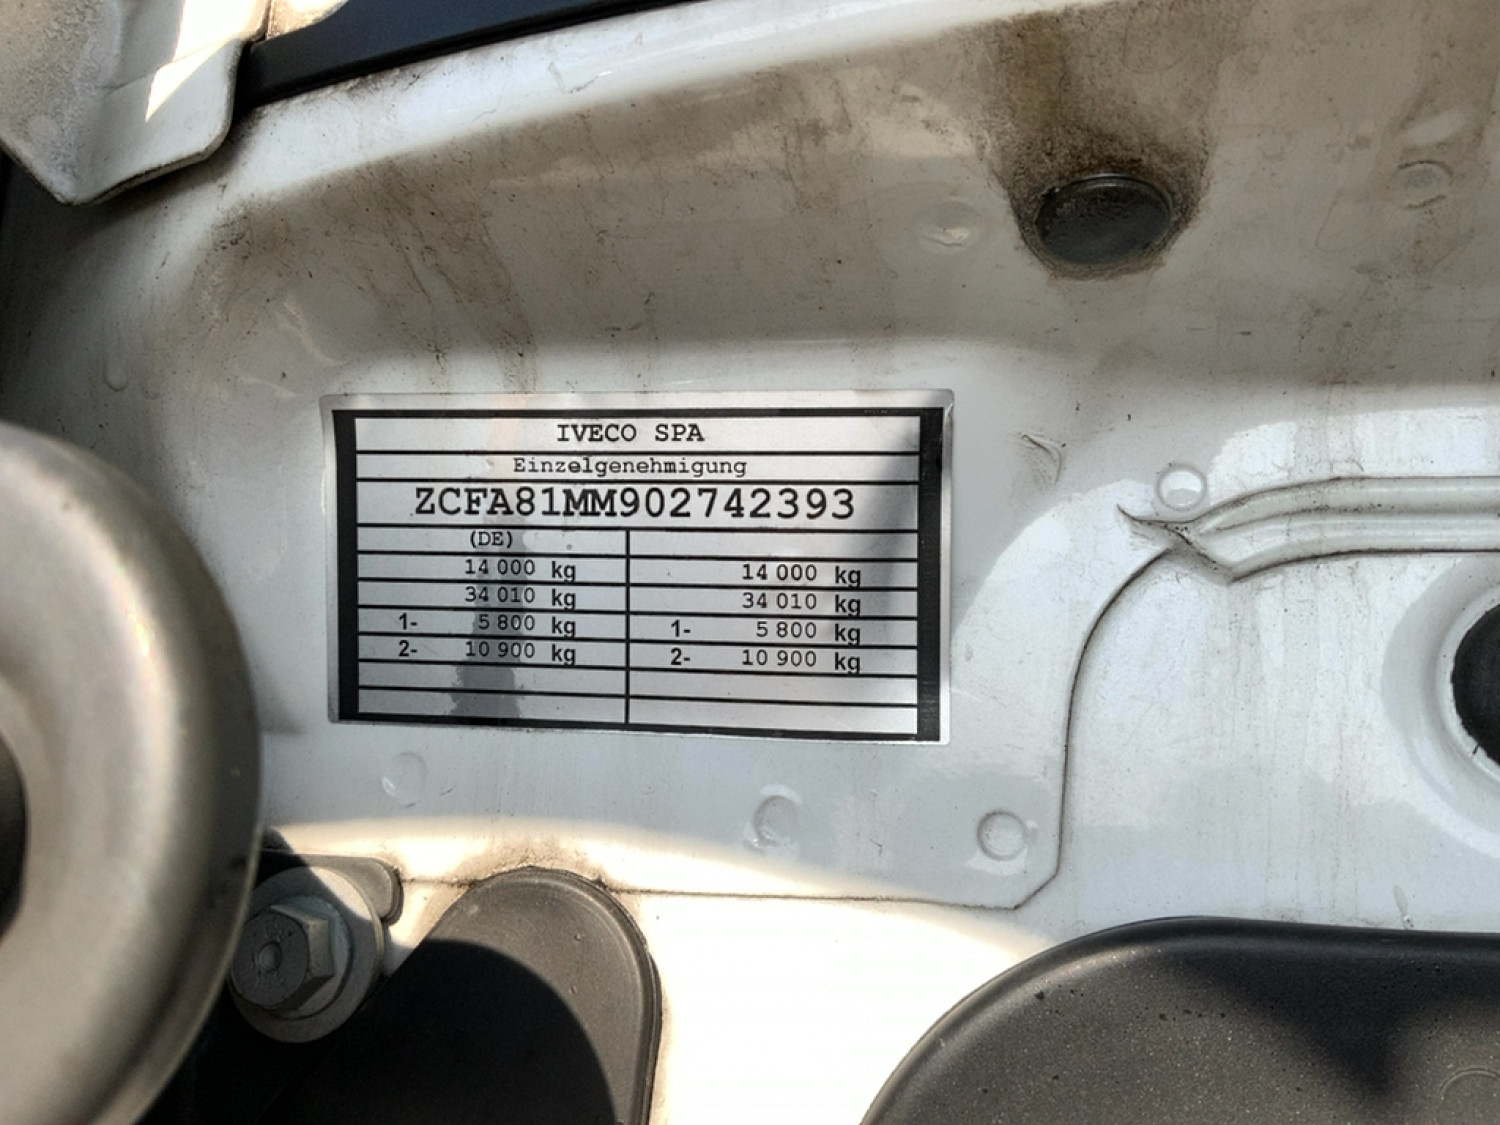 IVECO SPA
Einzelgenehmigung
ZCFA81MM902742393
(DE)
14 000 kg 14 000 kg
34 010 kg 34 010 kg
1- 5 800 kg 1- 5 800 kg
2- 10 900 kg 2- 10 900 kg